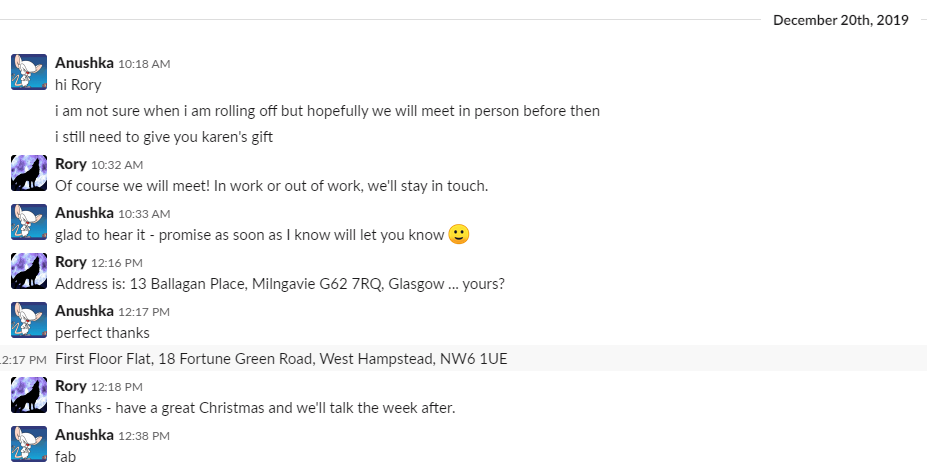 December 20th, 2019
Anushka 10:18 AM
hi Rory
i am not sure when i am rolling off but hopefully we will meet in person before then
i still need to give you karen's gift
Rory 10:32 AM
Of course we will meet! In work or out of work, we'll stay in touch.
Anushka 10:33 AM
glad to hear it - promise as soon as I know will let you know 🙂
Rory 12:16 PM
Address is: 13 Ballagan Place, Milngavie G62 7RQ, Glasgow ... yours?
Anushka 12:17 PM
perfect thanks
2:17 PM First Floor Flat, 18 Fortune Green Road, West Hampstead, NW6 1UE
Rory 12:18 PM
Thanks - have a great Christmas and we'll talk the week after.
Anushka 12:38 PM
fab